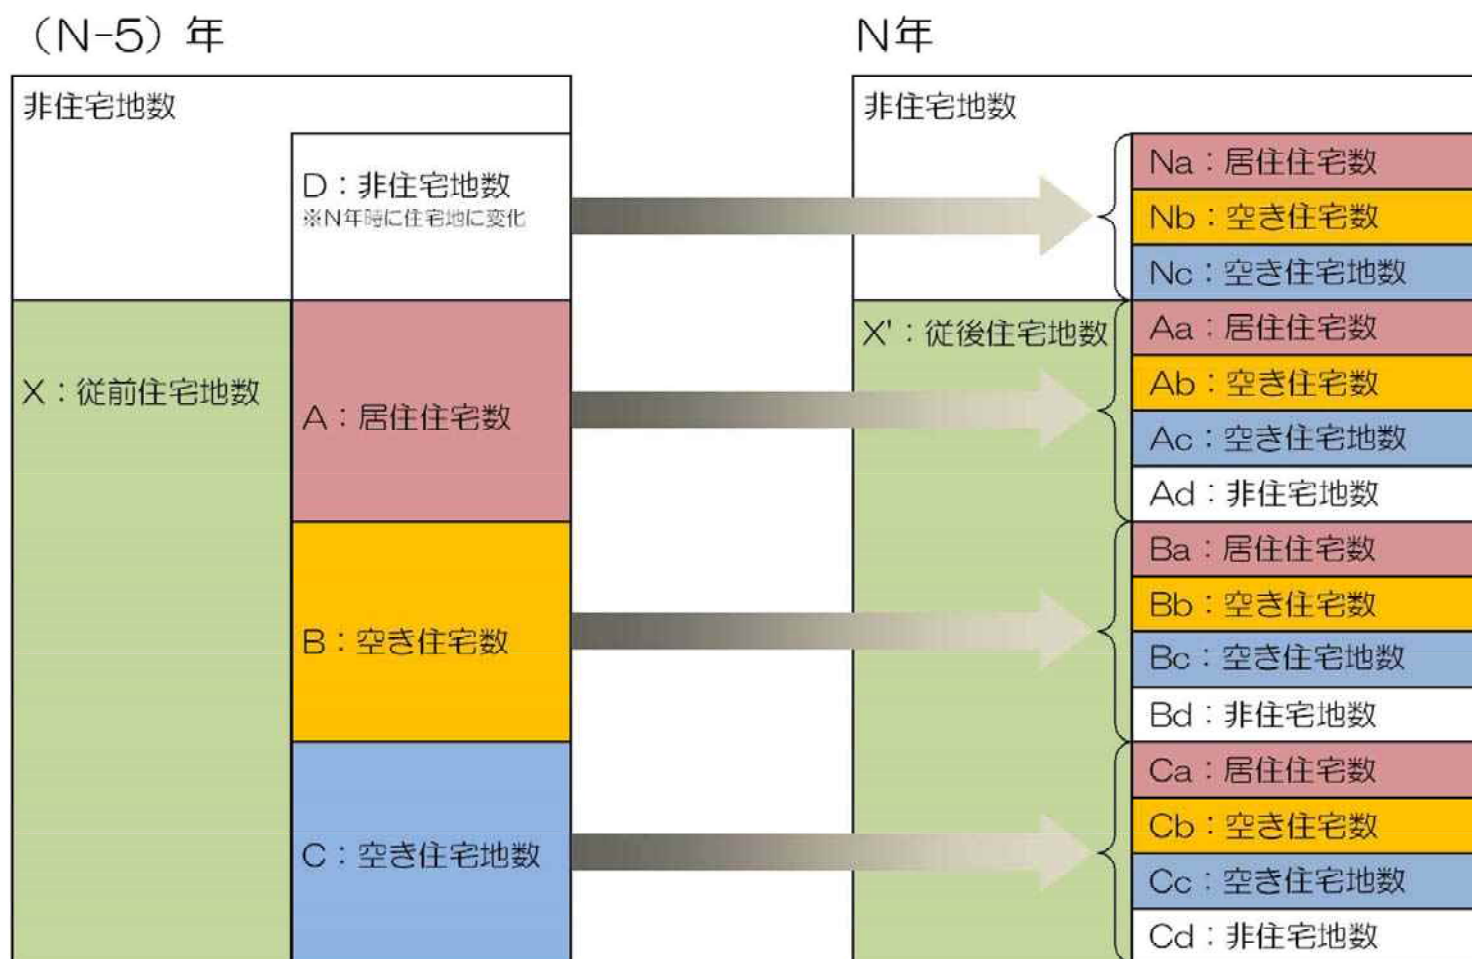 （N-5）年
非住宅地数
D：非住宅地数
※N年時に住宅地に変化
X：従前住宅地数
A：居住住宅数
B：空き住宅数
C：空き住宅地数
N年
非住宅地数
X'：従後住宅地数
Na：居住住宅数
Nb：空き住宅数
Nc：空き住宅地数
Aa：居住住宅数
Ab：空き住宅数
Ac：空き住宅地数
Ad：非住宅地数
Ba：居住住宅数
Bb：空き住宅数
Bc：空き住宅地数
Bd：非住宅地数
Ca：居住住宅数
Cb：空き住宅数
Cc：空き住宅地数
Cd：非住宅地数